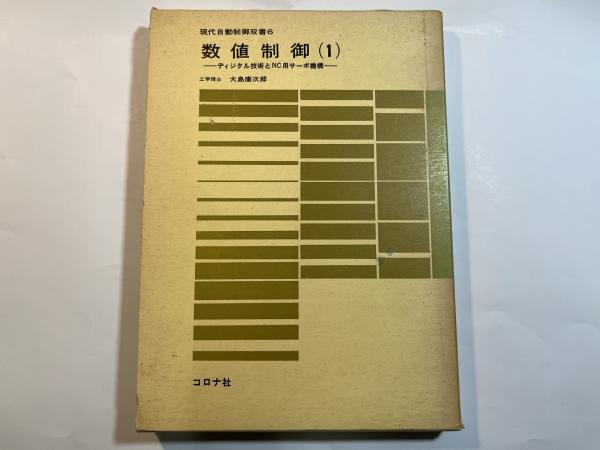 現代自動制御双書6
数値制御(1)
——ディジタル技術とNC用サーボ機構——
工学博士 大島康次郎
コロナ社